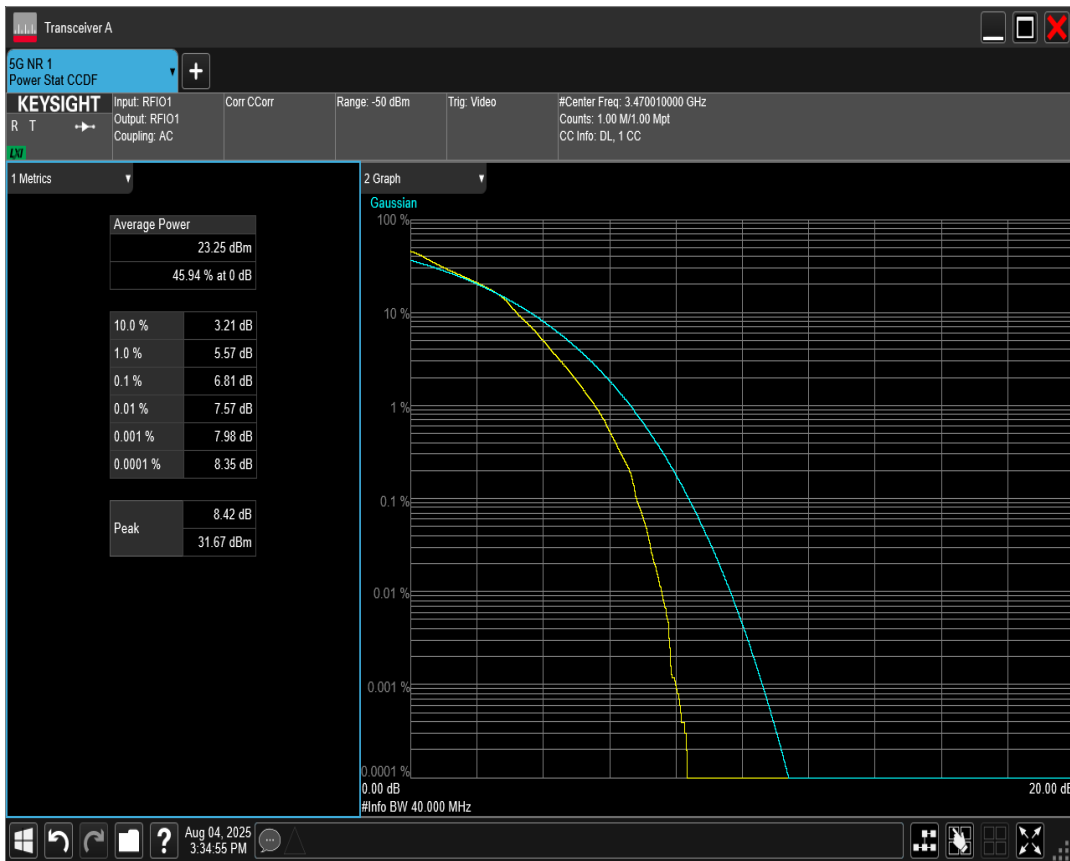 Transceiver A
5G NR 1
Power Stat CCDF
+
KEYSIGHT
R T
LXI
Input: RFIO1
Output: RFIO1
Coupling: AC
Corr CCorr
Range: -50 dBm
Trig: Video
#Center Freq: 3.470010000 GHz
Counts: 1.00 M/1.00 Mpt
CC Info: DL, 1 CC
1 Metrics
Average Power
23.25 dBm
45.94 % at 0 dB
10.0 % 3.21 dB
1.0 % 5.57 dB
0.1 % 6.81 dB
0.01 % 7.57 dB
0.001 % 7.98 dB
0.0001 % 8.35 dB
Peak
8.42 dB
31.67 dBm
2 Graph
Gaussian
100 %
10 %
1 %
0.1 %
0.01 %
0.001 %
0.0001 %
0.00 dB 20.00 dB
#Info BW 40.000 MHz
?
Aug 04, 2025
3:34:55 PM